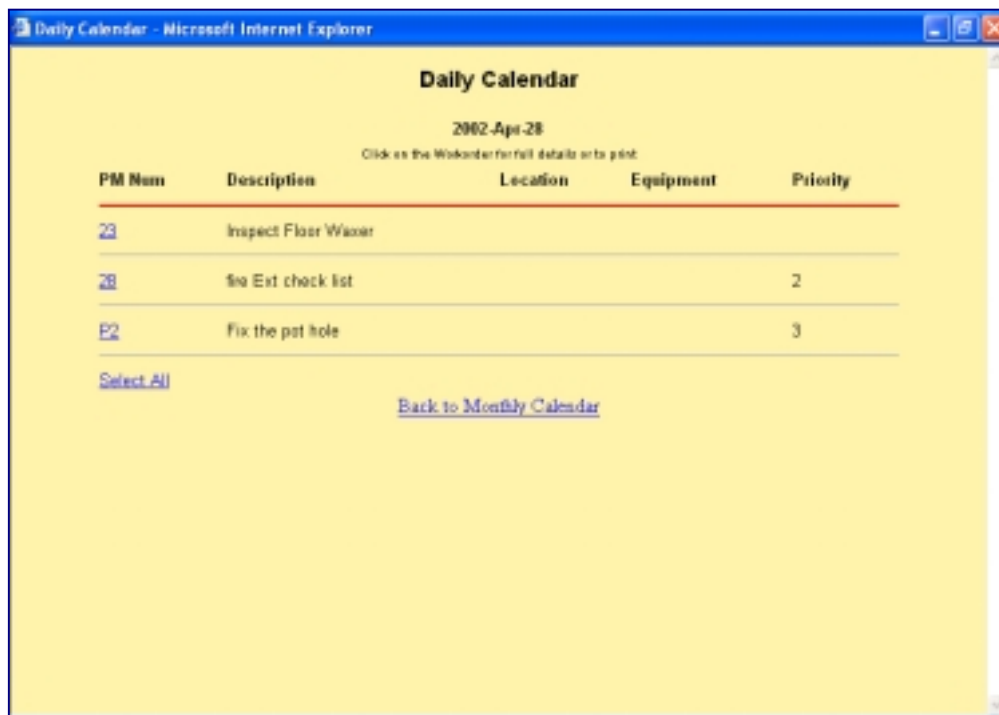 Daily Calendar - Microsoft Internet Explorer
Daily Calendar
2002-Apr-28
Click on the Workorder for full details or to print
PM Num Description Location Equipment Priority
23 Inspect Floor Waxer
28 fire Ext check list 2
P2 Fix the pot hole 3
Select All
Back to Monthly Calendar